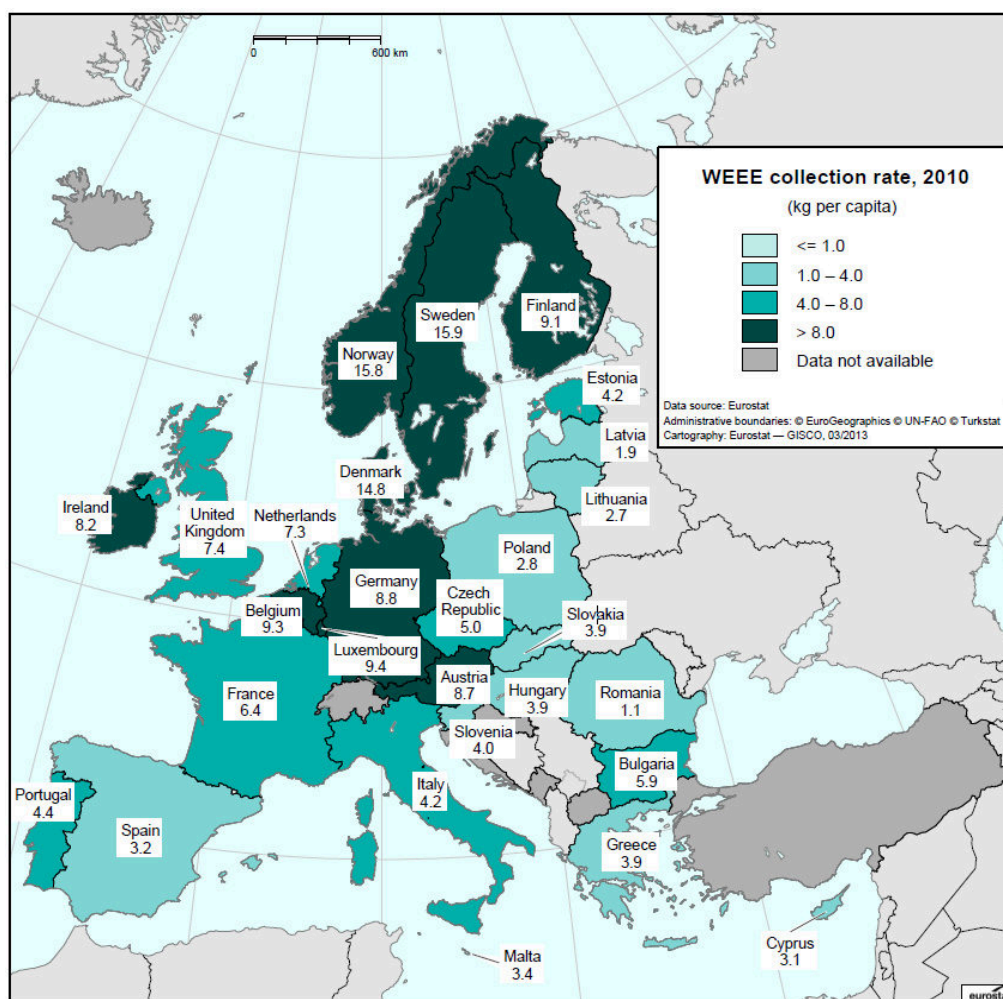 0 600 km
WEEE collection rate, 2010
(kg per capita)
<= 1.0
1.0 – 4.0
4.0 – 8.0
> 8.0
Data not available
Data source: Eurostat
Administrative boundaries: © EuroGeographics © UN-FAO © Turkstat
Cartography: Eurostat — GISCO, 03/2013
Sweden
15.9
Finland
9.1
Norway
15.8
Estonia
4.2
Latvia
1.9
Denmark
14.8
Lithuania
2.7
Ireland
8.2
United
Kingdom
7.4
Netherlands
7.3
Poland
2.8
Germany
8.8
Czech
Republic
5.0
Slovakia
3.9
Belgium
9.3
Luxembourg
9.4
Austria
8.7
Hungary
3.9
Romania
1.1
France
6.4
Slovenia
4.0
Bulgaria
5.9
Italy
4.2
Portugal
4.4
Spain
3.2
Greece
3.9
Cyprus
3.1
Malta
3.4
eurosta